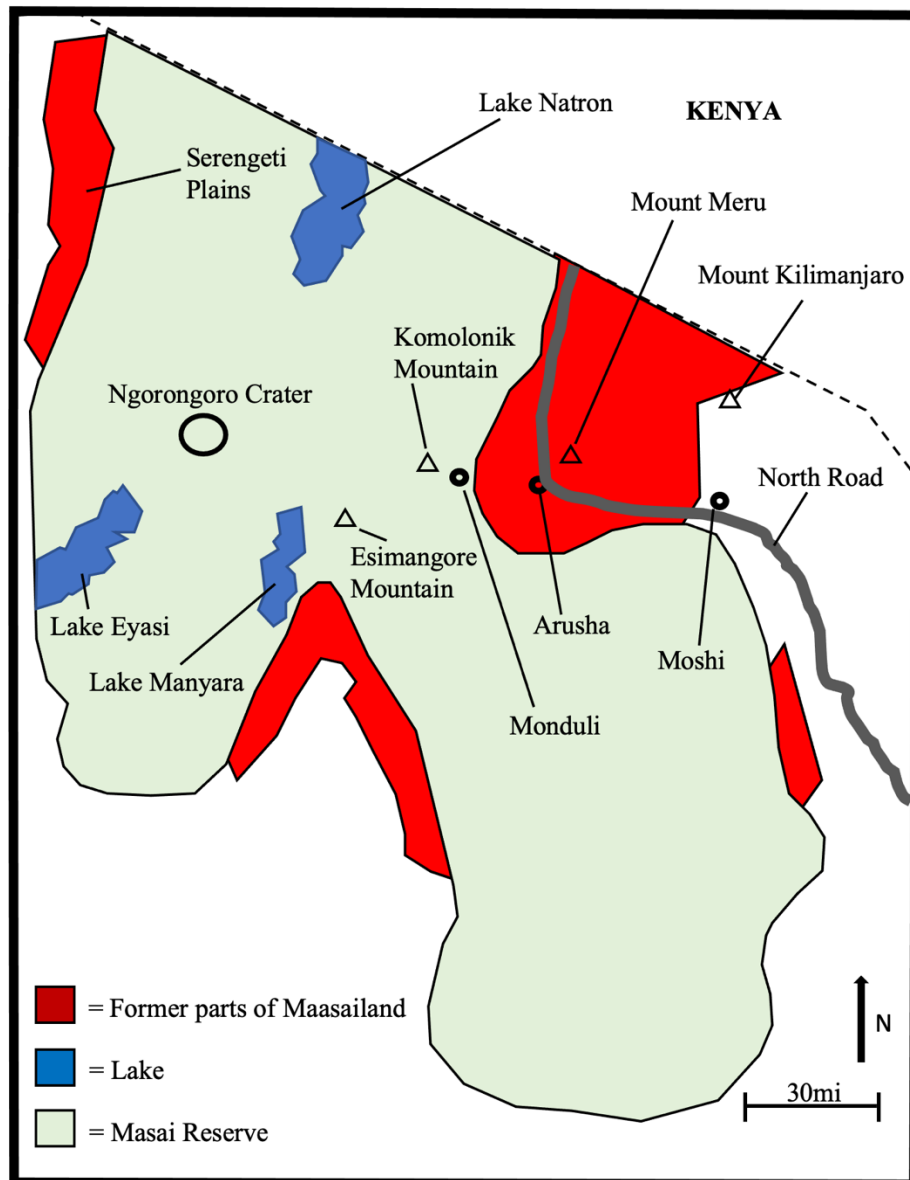 Lake Natron
KENYA
Serengeti
Plains
Mount Meru
Mount Kilimanjaro
Komolonik
Mountain
Ngorongoro Crater
North Road
Esimangore
Mountain
Lake Eyasi
Arusha
Moshi
Lake Manyara
Monduli
= Former parts of Maasailand
= Lake
= Masai Reserve
N
30mi